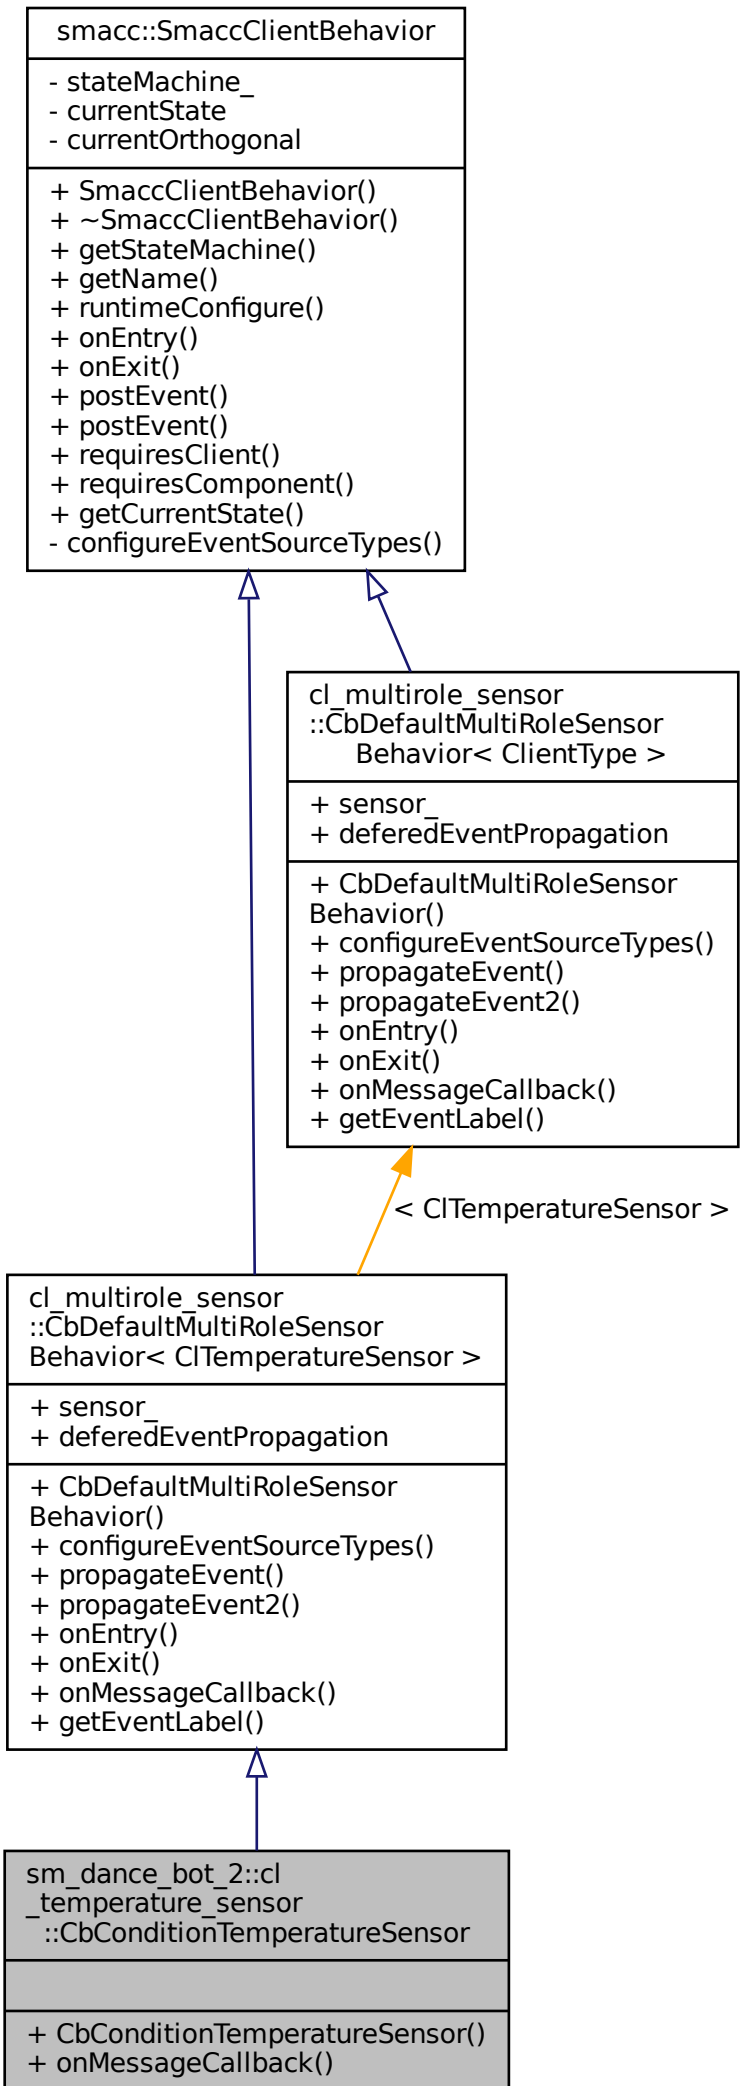 smacc::SmaccClientBehavior
- stateMachine_
- currentState
- currentOrthogonal
+ SmaccClientBehavior()
+ ~SmaccClientBehavior()
+ getStateMachine()
+ getName()
+ runtimeConfigure()
+ onEntry()
+ onExit()
+ postEvent()
+ postEvent()
+ requiresClient()
+ requiresComponent()
+ getCurrentState()
- configureEventSourceTypes()
cl_multirole_sensor
::CbDefaultMultiRoleSensor
Behavior< ClientType >
+ sensor_
+ deferedEventPropagation
+ CbDefaultMultiRoleSensor
Behavior()
+ configureEventSourceTypes()
+ propagateEvent()
+ propagateEvent2()
+ onEntry()
+ onExit()
+ onMessageCallback()
+ getEventLabel()
< ClTemperatureSensor >
cl_multirole_sensor
::CbDefaultMultiRoleSensor
Behavior< ClTemperatureSensor >
+ sensor_
+ deferedEventPropagation
+ CbDefaultMultiRoleSensor
Behavior()
+ configureEventSourceTypes()
+ propagateEvent()
+ propagateEvent2()
+ onEntry()
+ onExit()
+ onMessageCallback()
+ getEventLabel()
sm_dance_bot_2::cl
_temperature_sensor
::CbConditionTemperatureSensor
+ CbConditionTemperatureSensor()
+ onMessageCallback()